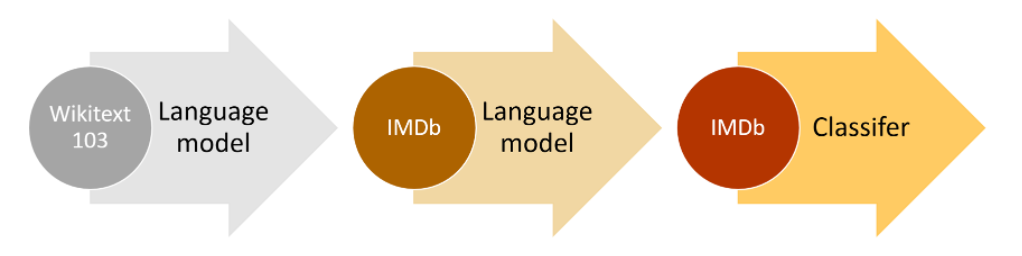 Wikitext
103
Language
model
IMDb
Language
model
IMDb
Classifer